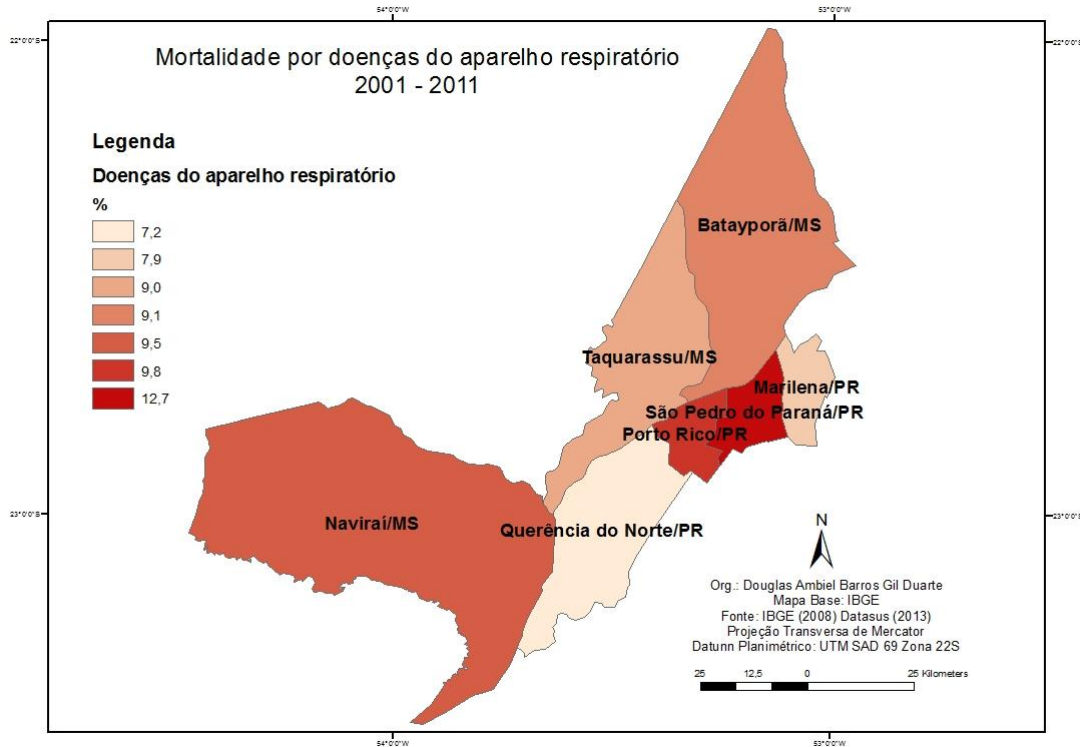 54°0'0"W
53°0'0"W
22°0'0"S
22°0'0"S
Mortalidade por doenças do aparelho respiratório
2001 - 2011
Legenda
Doenças do aparelho respiratório
%
7,2
7,9
9,0
9,1
9,5
9,8
12,7
Batayporã/MS
Taquarassu/MS
Marilena/PR
São Pedro do Paraná/PR
Porto Rico/PR
Naviraí/MS
Querência do Norte/PR
23°0'0"S
23°0'0"S
N
Org.: Douglas Ambiel Barros Gil Duarte
Mapa Base: IBGE
Fonte: IBGE (2008) Datasus (2013)
Projeção Transversa de Mercator
Datunn Planimétrico: UTM SAD 69 Zona 22S
25 12,5 0 25 Kilometers
54°0'0"W
53°0'0"W